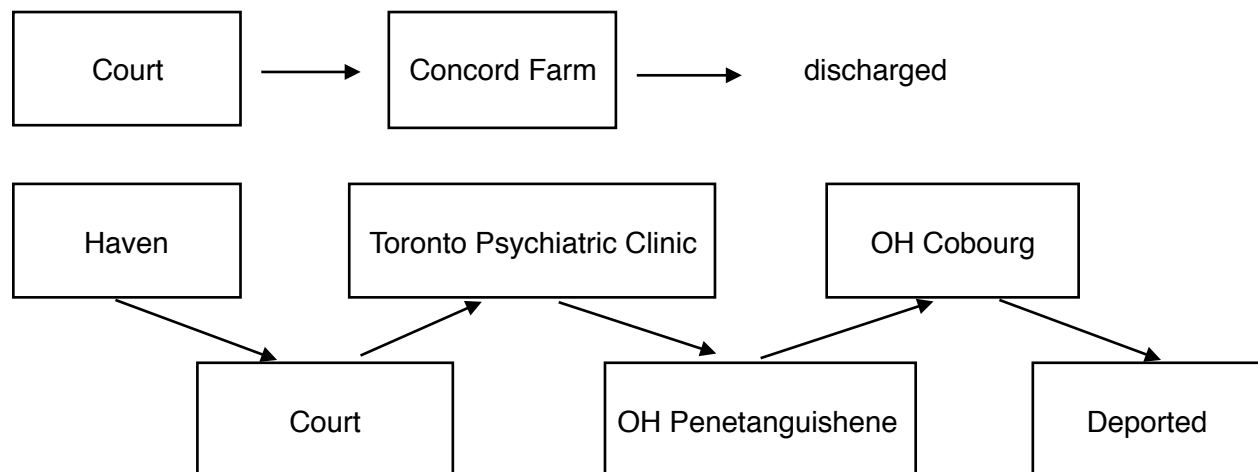 Court
Concord Farm
discharged
Haven
Toronto Psychiatric Clinic
OH Cobourg
Court
OH Penetanguishene
Deported